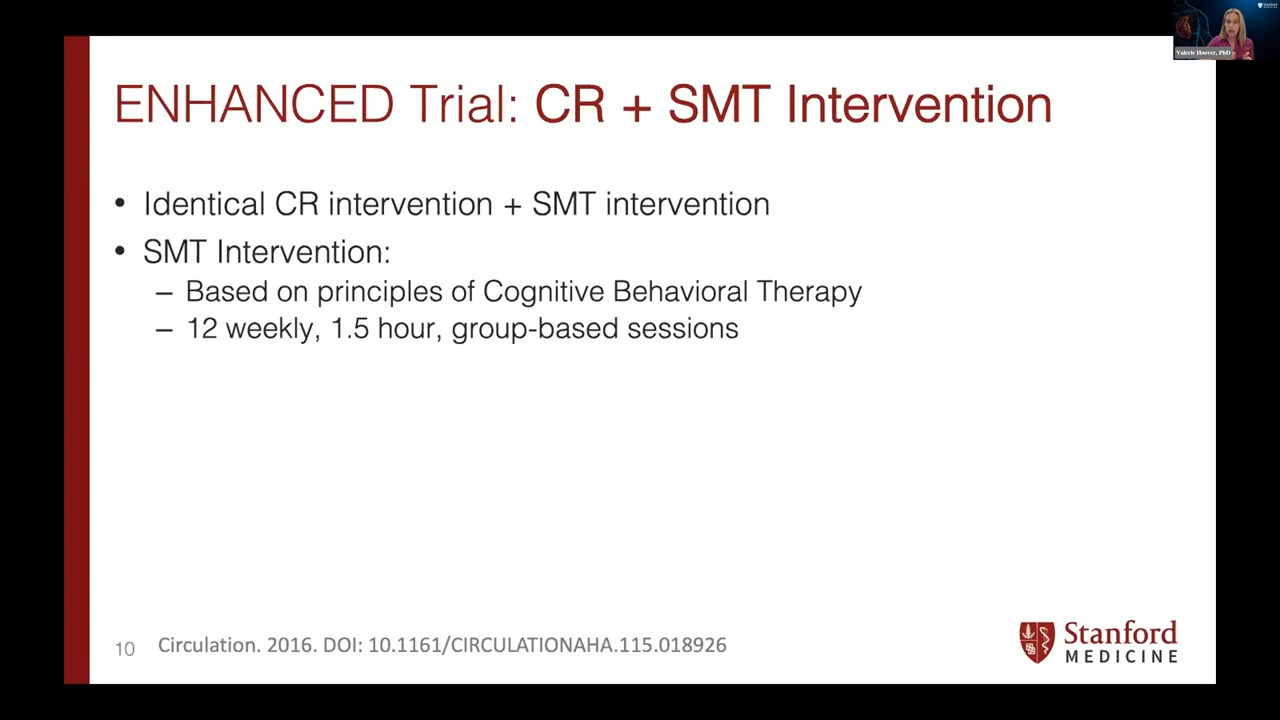 Stanford
MEDICINE
Valerie Hoover, PhD
ENHANCED Trial: CR + SMT Intervention
• Identical CR intervention + SMT intervention
• SMT Intervention:
– Based on principles of Cognitive Behavioral Therapy
– 12 weekly, 1.5 hour, group-based sessions
10
Circulation. 2016. DOI: 10.1161/CIRCULATIONAHA.115.018926
Stanford
MEDICINE